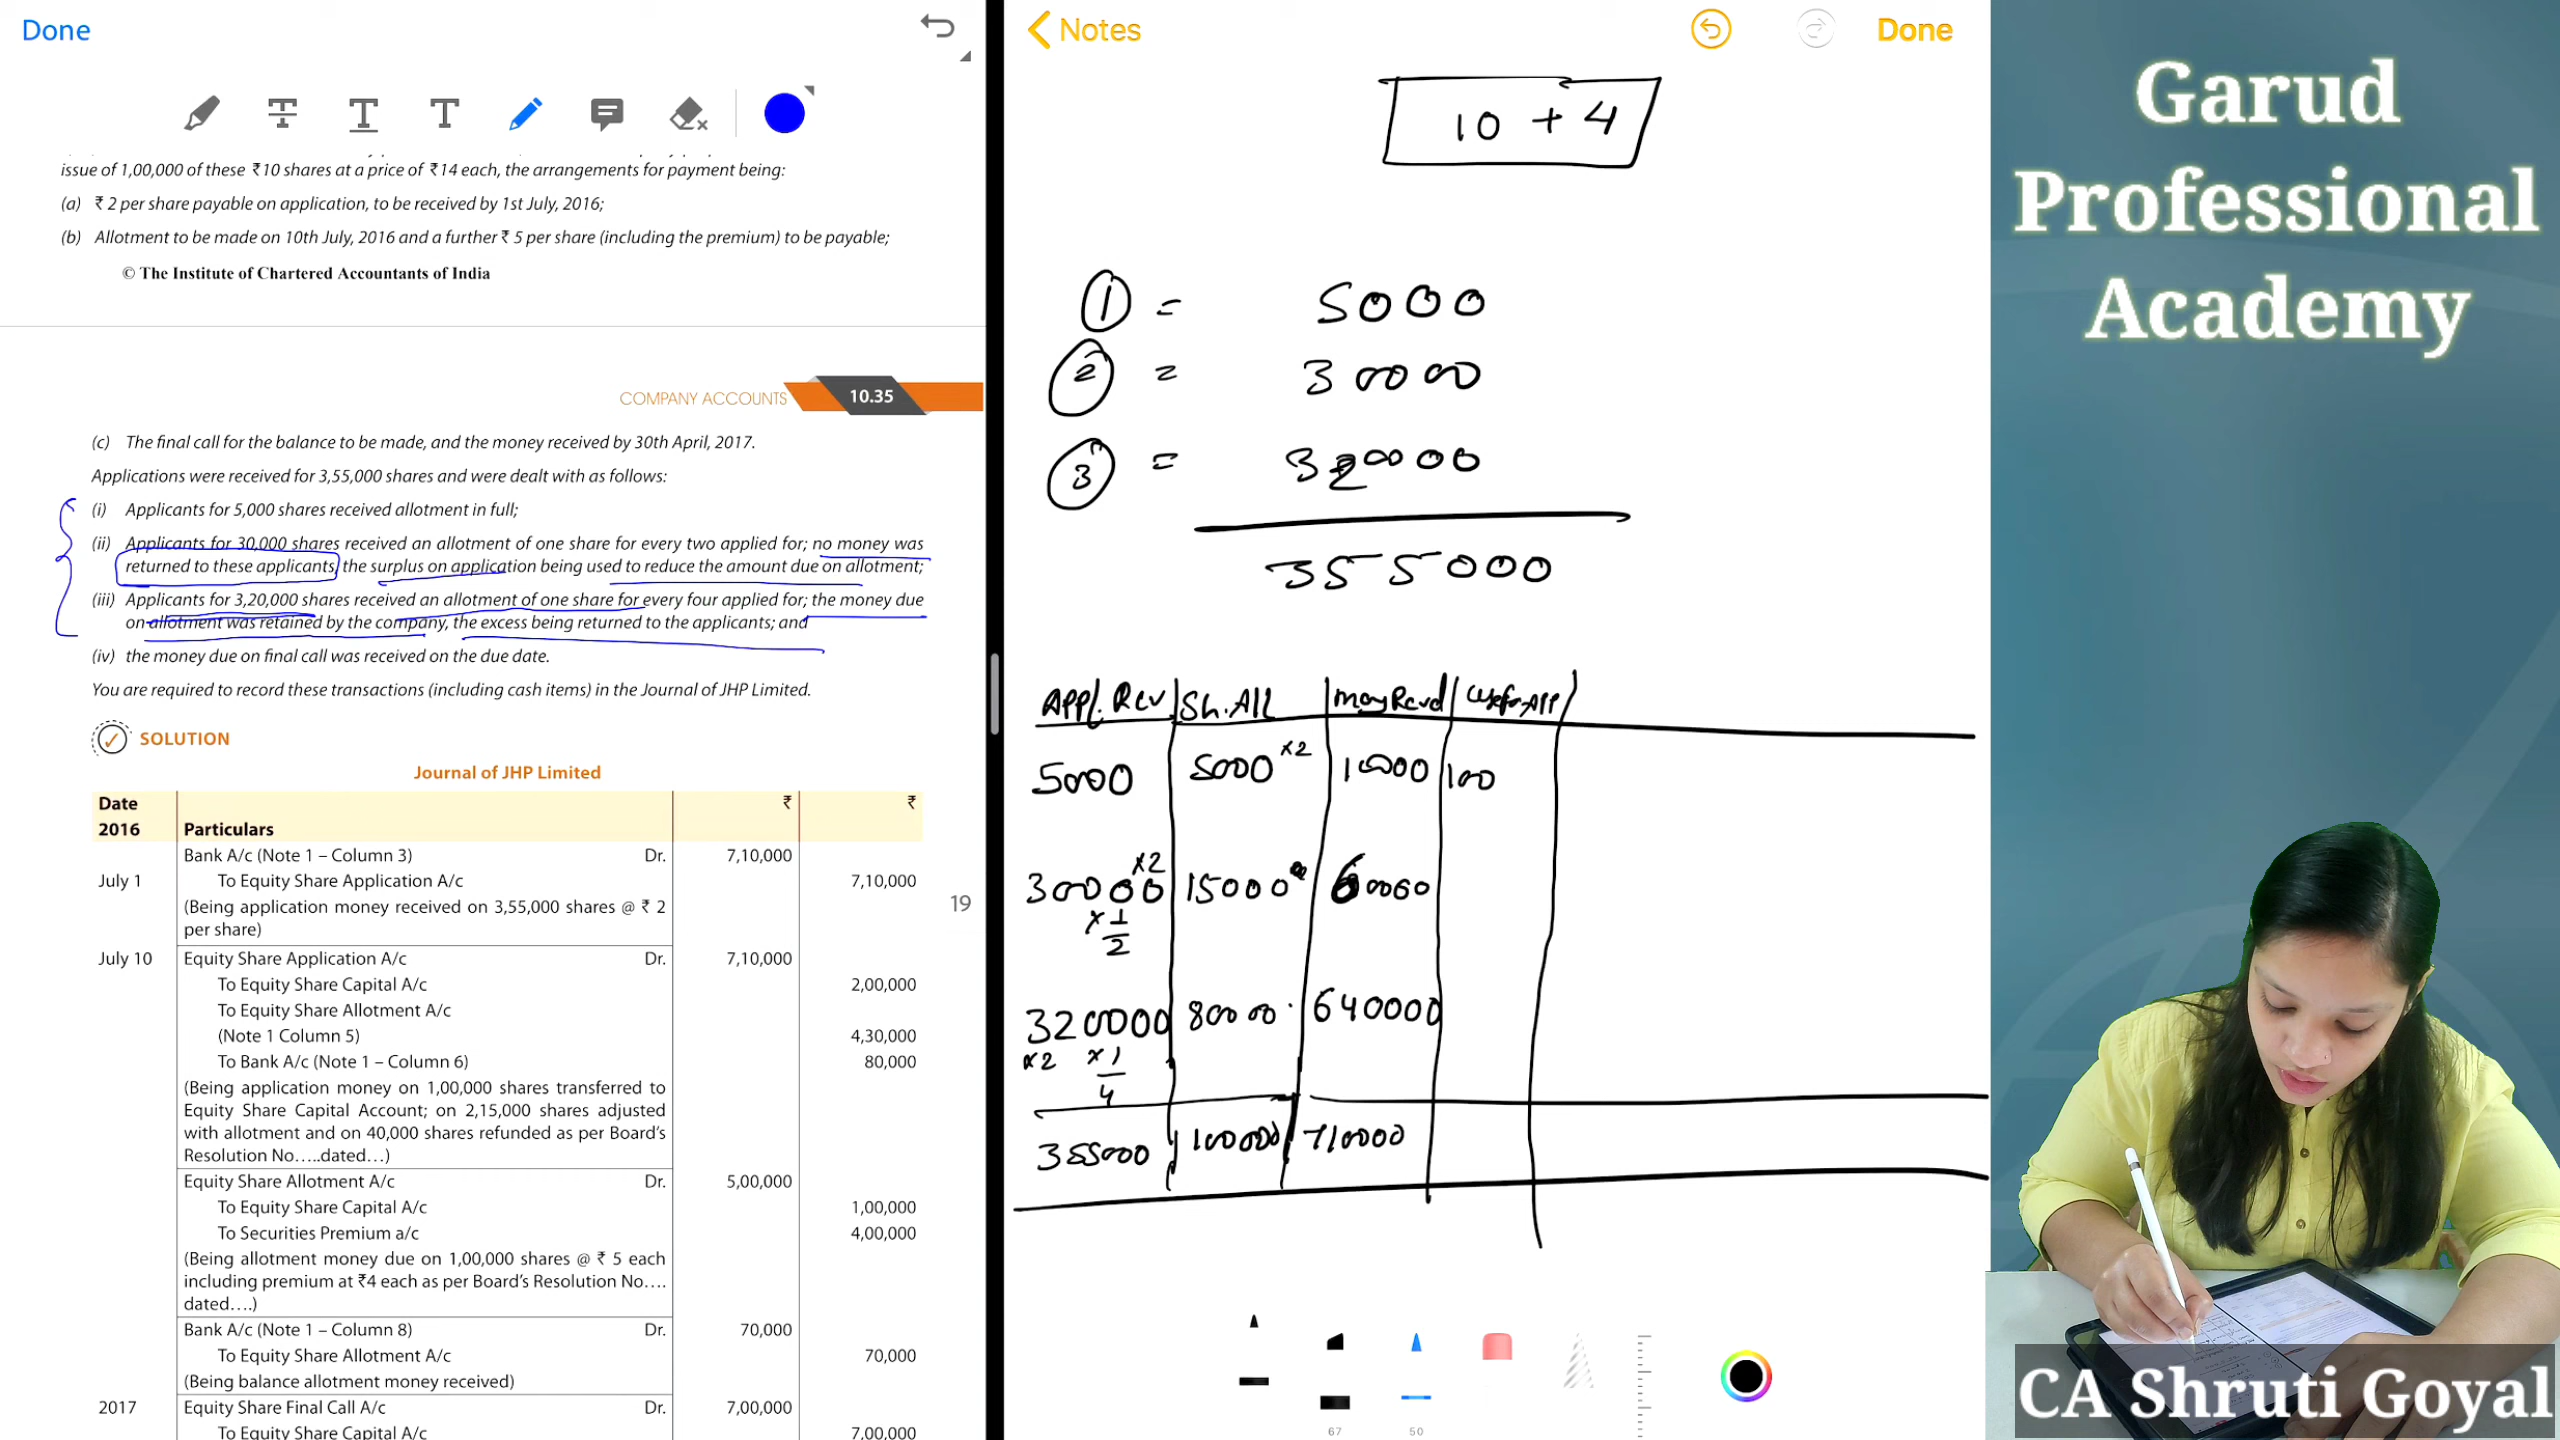 Done
issue of 1,00,000 of these ₹10 shares at a price of ₹14 each, the arrangements for payment being:
(a) ₹ 2 per share payable on application, to be received by 1st July, 2016;
(b) Allotment to be made on 10th July, 2016 and a further ₹ 5 per share (including the premium) to be payable;
© The Institute of Chartered Accountants of India
COMPANY ACCOUNTS 10.35
(c) The final call for the balance to be made, and the money received by 30th April, 2017.
Applications were received for 3,55,000 shares and were dealt with as follows:
(i) Applicants for 5,000 shares received allotment in full;
(ii) Applicants for 30,000 shares received an allotment of one share for every two applied for; no money was
returned to these applicants, the surplus on application being used to reduce the amount due on allotment;
(iii) Applicants for 3,20,000 shares received an allotment of one share for every four applied for; the money due
on allotment was retained by the company, the excess being returned to the applicants; and
(iv) the money due on final call was received on the due date.
You are required to record these transactions (including cash items) in the Journal of JHP Limited.
SOLUTION
Journal of JHP Limited
Date ₹ ₹
2016 Particulars
Bank A/c (Note 1 – Column 3) Dr. 7,10,000
July 1 To Equity Share Application A/c 7,10,000
(Being application money received on 3,55,000 shares @ ₹ 2
per share)
19
July 10 Equity Share Application A/c Dr. 7,10,000
To Equity Share Capital A/c 2,00,000
To Equity Share Allotment A/c
(Note 1 Column 5) 4,30,000
To Bank A/c (Note 1 – Column 6) 80,000
(Being application money on 1,00,000 shares transferred to
Equity Share Capital Account; on 2,15,000 shares adjusted
with allotment and on 40,000 shares refunded as per Board's
Resolution No…..dated…)
Equity Share Allotment A/c Dr. 5,00,000
To Equity Share Capital A/c 1,00,000
To Securities Premium a/c 4,00,000
(Being allotment money due on 1,00,000 shares @ ₹ 5 each
including premium at ₹4 each as per Board's Resolution No….
dated….)
Bank A/c (Note 1 – Column 8) Dr. 70,000
To Equity Share Allotment A/c 70,000
(Being balance allotment money received)
2017 Equity Share Final Call A/c Dr. 7,00,000
To Equity Share Capital A/c 7,00,000
Notes Done
10 + 4
1 = 5000
2 = 30000
3 = 320000
355000
Appl. Rcv Sh. All
5000 5000 x2 10000 100
30000 x2 15000 60000
x 1/2
320000 80000 640000
x2 x 1/4
355000 100000 710000
67 50
Garud
Professional
Academy
CA Shruti Goyal